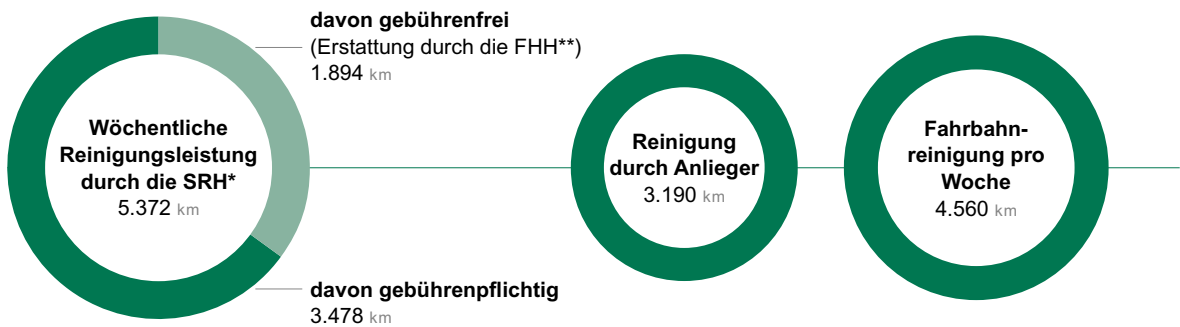 davon gebührenfrei
(Erstattung durch die FHH**)
1.894 km
Wöchentliche
Reinigungsleistung
durch die SRH*
5.372 km
davon gebührenpflichtig
3.478 km
Reinigung
durch Anlieger
3.190 km
Fahrbahn-
reinigung pro
Woche
4.560 km